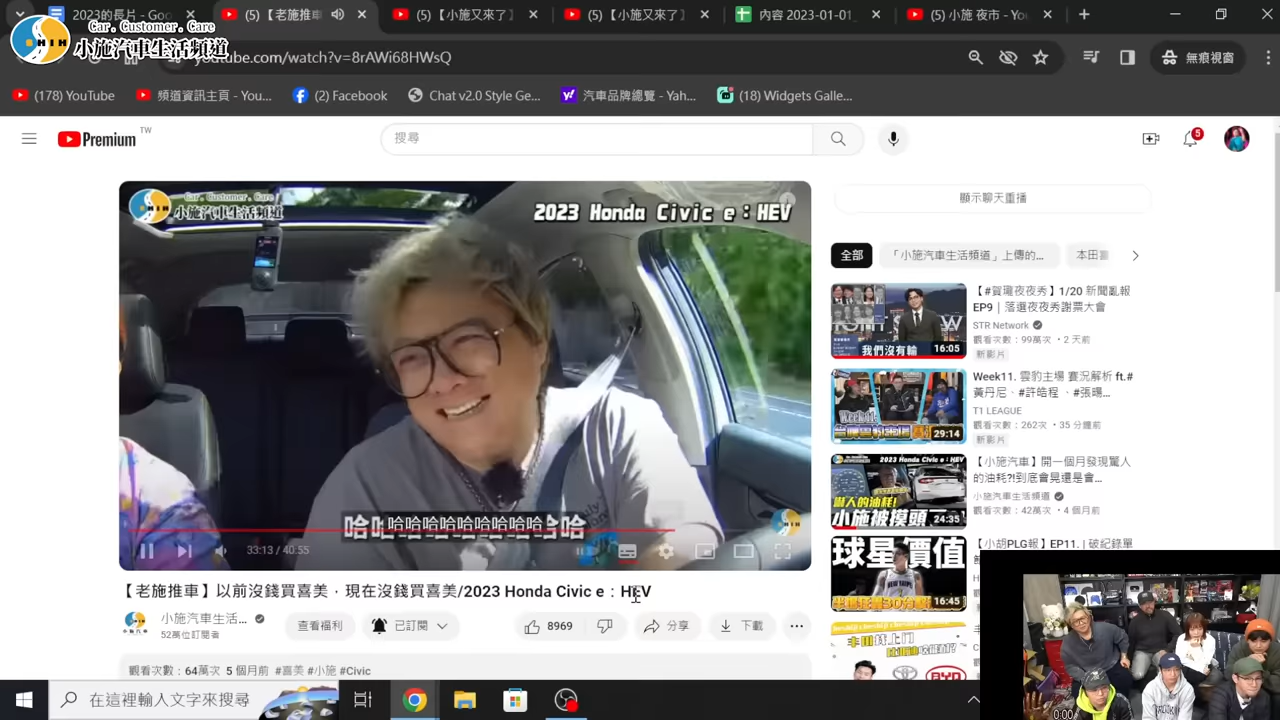 2023的長片 - Goo
(5)【老施推車
(5)【小施又來了】
(5)【小施又來了】
內容 2023-01-01
(5) 小施 夜市 - Yo
Car. Customer. Care
小施汽車生活頻道
youtube.com/watch?v=8rAWi68HWsQ
無痕視窗
(178) YouTube
頻道資訊主頁 - You...
(2) Facebook
Chat v2.0 Style Ge...
汽車品牌總覽 - Yah...
(18) Widgets Galle...
Premium TW
搜尋
5
Car. Customer. Care
小施汽車生活頻道
2023 Honda Civic e：HEV
哈哈哈哈哈哈哈哈哈
33:13 / 40:55
【老施推車】以前沒錢買喜美，現在沒錢買喜美/2023 Honda Civic e：HEV
小施汽車生活...
52萬位訂閱者
查看福利
已訂閱
8969
分享
下載
觀看次數：64萬次 5 個月前 #喜美 #小施 #Civic
顯示聊天重播
全部
「小施汽車生活頻道」上傳的...
本田
【#賀瓏夜夜秀】1/20 新聞亂報
EP9｜落選夜夜秀謝票大會
STR Network
觀看次數：99萬次・2 天前
新影片
我們沒有輸
16:05
Week11. 雲豹主場 賽況解析 ft.#
黃丹尼、#許皓程 、#張鳴...
T1 LEAGUE
觀看次數：262次・35 分鐘前
新影片
Week11
29:14
【小施汽車】開一個月發現驚人
的油耗?!到底會晃還是會...
小施汽車生活頻道
觀看次數：42萬次・4 個月前
2023 Honda Civic e：HEV
嚇人的油耗!
小施被摸頭
24:35
【小胡PLG報】EP11.｜破紀錄單
球星價值
16:45
BYD
在這裡輸入文字來搜尋
0:00